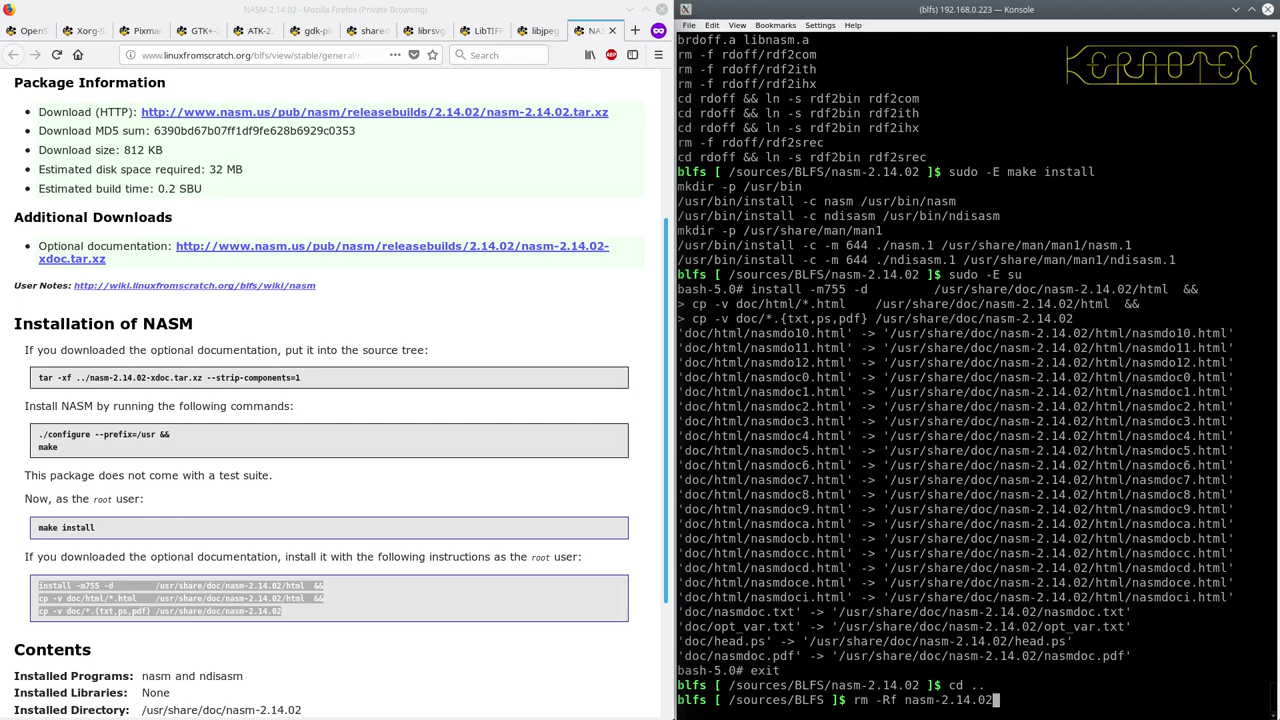 NASM-2.14.02 - Mozilla Firefox (Private Browsing)
OpenS
Xorg-S
Pixman
GTK+-2
ATK-2.
gdk-pi
shared
librsvg
LibTIFF
libjpeg
NAS
www.linuxfromscratch.org/blfs/view/stable/general
Search
Package Information
Download (HTTP): http://www.nasm.us/pub/nasm/releasebuilds/2.14.02/nasm-2.14.02.tar.xz
Download MD5 sum: 6390bd67b07ff1df9fe628b6929c0353
Download size: 812 KB
Estimated disk space required: 32 MB
Estimated build time: 0.2 SBU
Additional Downloads
Optional documentation: http://www.nasm.us/pub/nasm/releasebuilds/2.14.02/nasm-2.14.02-
xdoc.tar.xz
User Notes: http://wiki.linuxfromscratch.org/blfs/wiki/nasm
Installation of NASM
If you downloaded the optional documentation, put it into the source tree:
tar -xf ../nasm-2.14.02-xdoc.tar.xz --strip-components=1
Install NASM by running the following commands:
./configure --prefix=/usr &&
make
This package does not come with a test suite.
Now, as the root user:
make install
If you downloaded the optional documentation, install it with the following instructions as the root user:
install -m755 -d         /usr/share/doc/nasm-2.14.02/html  &&
cp -v doc/html/*.html    /usr/share/doc/nasm-2.14.02/html  &&
cp -v doc/*.{txt,ps,pdf} /usr/share/doc/nasm-2.14.02
Contents
Installed Programs: nasm and ndisasm
Installed Libraries: None
Installed Directory: /usr/share/doc/nasm-2.14.02
(blfs) 192.168.0.223 — Konsole
File Edit View Bookmarks Settings Help
KERAOTEX
brdoff.a libnasm.a
rm -f rdoff/rdf2com
rm -f rdoff/rdf2ith
rm -f rdoff/rdf2ihx
cd rdoff && ln -s rdf2bin rdf2com
cd rdoff && ln -s rdf2bin rdf2ith
cd rdoff && ln -s rdf2bin rdf2ihx
rm -f rdoff/rdf2srec
cd rdoff && ln -s rdf2bin rdf2srec
blfs [ /sources/BLFS/nasm-2.14.02 ]$ sudo -E make install
mkdir -p /usr/bin
/usr/bin/install -c nasm /usr/bin/nasm
/usr/bin/install -c ndisasm /usr/bin/ndisasm
mkdir -p /usr/share/man/man1
/usr/bin/install -c -m 644 ./nasm.1 /usr/share/man/man1/nasm.1
/usr/bin/install -c -m 644 ./ndisasm.1 /usr/share/man/man1/ndisasm.1
blfs [ /sources/BLFS/nasm-2.14.02 ]$ sudo -E su
bash-5.0# install -m755 -d         /usr/share/doc/nasm-2.14.02/html  &&
> cp -v doc/html/*.html    /usr/share/doc/nasm-2.14.02/html  &&
> cp -v doc/*.{txt,ps,pdf} /usr/share/doc/nasm-2.14.02
'doc/html/nasmdo10.html' -> '/usr/share/doc/nasm-2.14.02/html/nasmdo10.html'
'doc/html/nasmdo11.html' -> '/usr/share/doc/nasm-2.14.02/html/nasmdo11.html'
'doc/html/nasmdo12.html' -> '/usr/share/doc/nasm-2.14.02/html/nasmdo12.html'
'doc/html/nasmdoc0.html' -> '/usr/share/doc/nasm-2.14.02/html/nasmdoc0.html'
'doc/html/nasmdoc1.html' -> '/usr/share/doc/nasm-2.14.02/html/nasmdoc1.html'
'doc/html/nasmdoc2.html' -> '/usr/share/doc/nasm-2.14.02/html/nasmdoc2.html'
'doc/html/nasmdoc3.html' -> '/usr/share/doc/nasm-2.14.02/html/nasmdoc3.html'
'doc/html/nasmdoc4.html' -> '/usr/share/doc/nasm-2.14.02/html/nasmdoc4.html'
'doc/html/nasmdoc5.html' -> '/usr/share/doc/nasm-2.14.02/html/nasmdoc5.html'
'doc/html/nasmdoc6.html' -> '/usr/share/doc/nasm-2.14.02/html/nasmdoc6.html'
'doc/html/nasmdoc7.html' -> '/usr/share/doc/nasm-2.14.02/html/nasmdoc7.html'
'doc/html/nasmdoc8.html' -> '/usr/share/doc/nasm-2.14.02/html/nasmdoc8.html'
'doc/html/nasmdoc9.html' -> '/usr/share/doc/nasm-2.14.02/html/nasmdoc9.html'
'doc/html/nasmdoca.html' -> '/usr/share/doc/nasm-2.14.02/html/nasmdoca.html'
'doc/html/nasmdocb.html' -> '/usr/share/doc/nasm-2.14.02/html/nasmdocb.html'
'doc/html/nasmdocc.html' -> '/usr/share/doc/nasm-2.14.02/html/nasmdocc.html'
'doc/html/nasmdocd.html' -> '/usr/share/doc/nasm-2.14.02/html/nasmdocd.html'
'doc/html/nasmdoce.html' -> '/usr/share/doc/nasm-2.14.02/html/nasmdoce.html'
'doc/html/nasmdoci.html' -> '/usr/share/doc/nasm-2.14.02/html/nasmdoci.html'
'doc/nasmdoc.txt' -> '/usr/share/doc/nasm-2.14.02/nasmdoc.txt'
'doc/opt_var.txt' -> '/usr/share/doc/nasm-2.14.02/opt_var.txt'
'doc/head.ps' -> '/usr/share/doc/nasm-2.14.02/head.ps'
'doc/nasmdoc.pdf' -> '/usr/share/doc/nasm-2.14.02/nasmdoc.pdf'
bash-5.0# exit
blfs [ /sources/BLFS/nasm-2.14.02 ]$ cd ..
blfs [ /sources/BLFS ]$ rm -Rf nasm-2.14.02